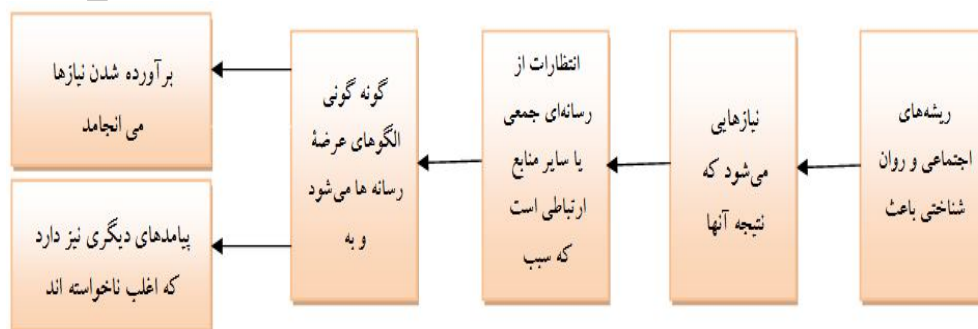 ریشه‌های
اجتماعی و روان
شناختی باعث
نیازهایی
می‌شود که
نتیجه آنها
انتظارات از
رسانه‌ای جمعی
یا سایر منابع
ارتباطی است
که سبب
گونه گونی
الگوهای عرضۀ
رسانه ها می‌شود
و به
برآورده شدن نیازها
می انجامد
پیامدهای دیگری نیز دارد
که اغلب ناخواسته اند